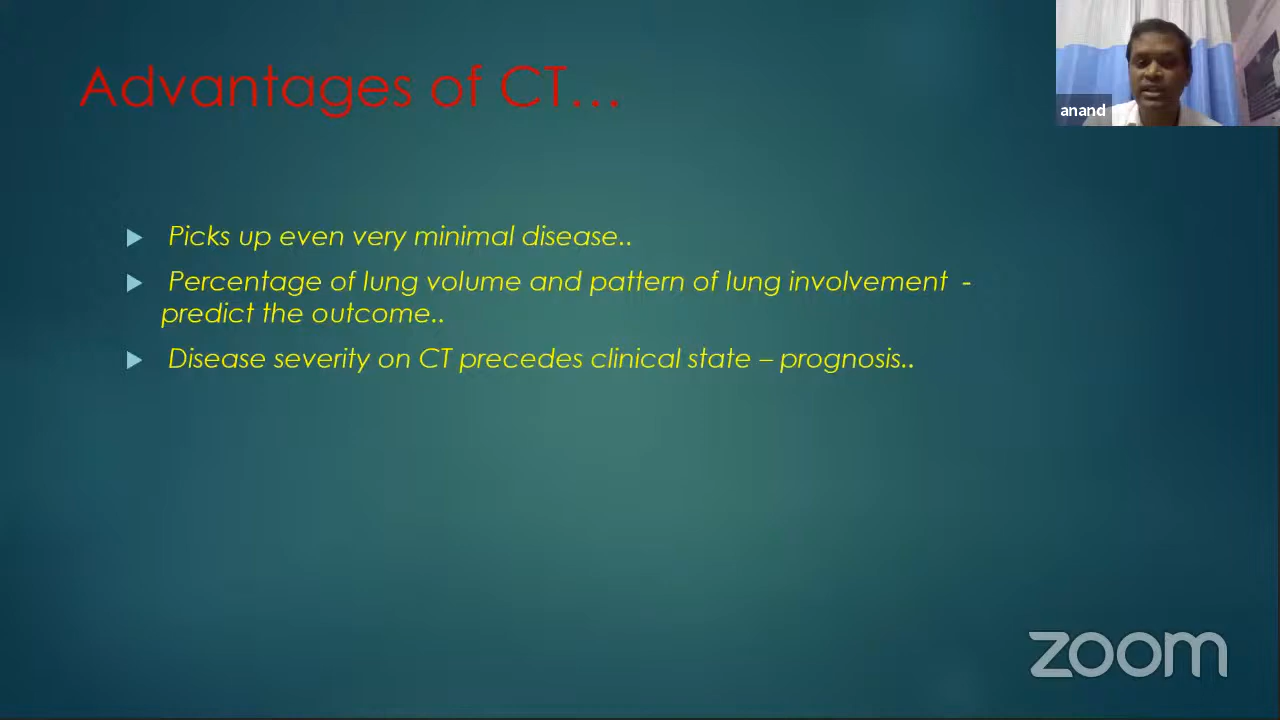 Advantages of CT...
anand
Picks up even very minimal disease..
Percentage of lung volume and pattern of lung involvement -
predict the outcome..
Disease severity on CT precedes clinical state – prognosis..
zoom